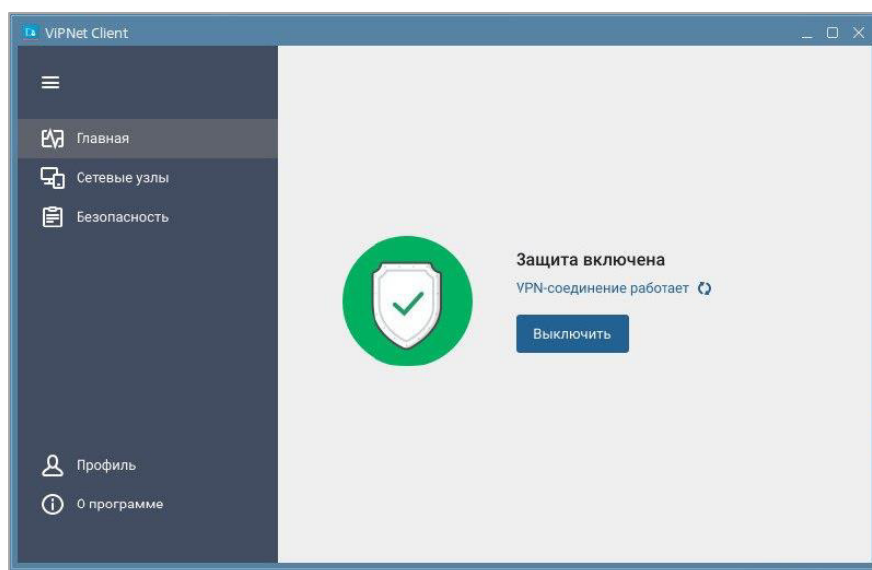 ViPNet Client
Главная
Сетевые узлы
Безопасность
Защита включена
VPN-соединение работает
Выключить
Профиль
О программе